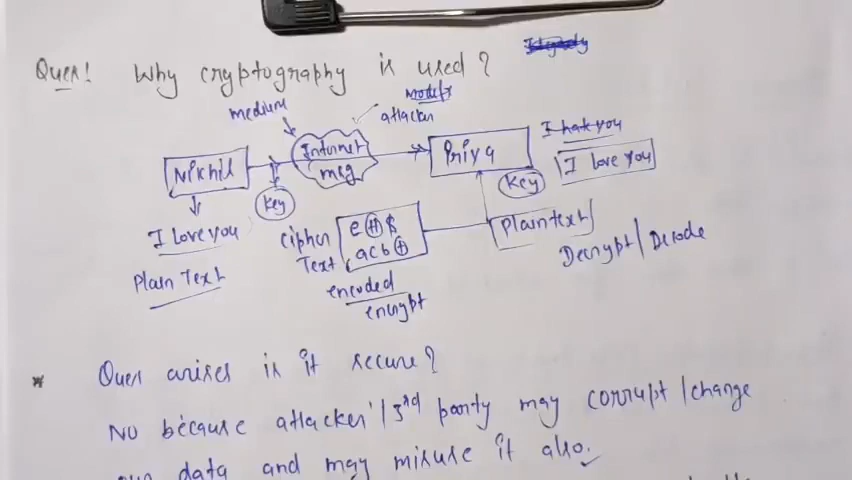 Ques! Why cryptography is used?
medium
modify
attacker
Nikhil
Internet
msg
Priya
I hate you
I love you
Key
Key
I love you
Plain Text
cipher
Text
e # $
acb +
encoded
encrypt
Plaintext
Decrypt/Decode
* Ques arises is it secure?
No because attacker/3rd party may corrupt/change
our data and may misuse it also.